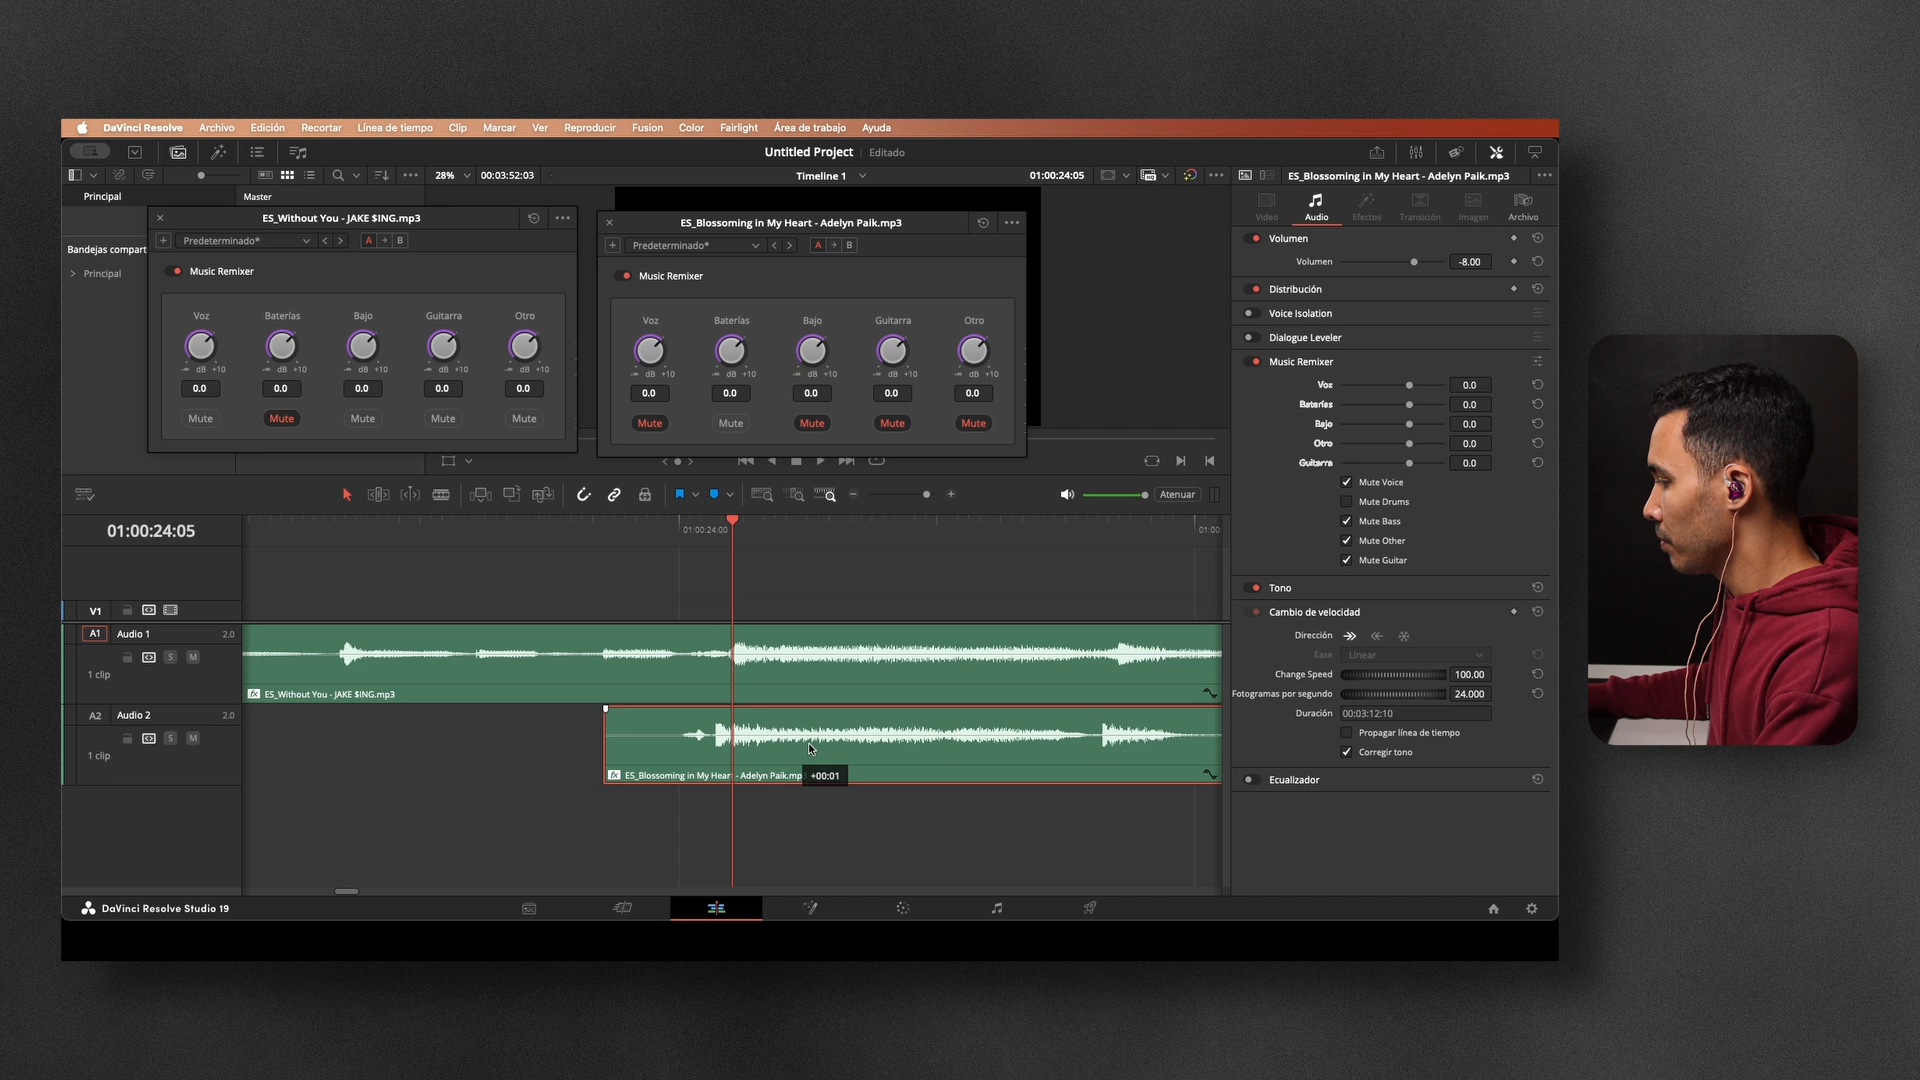 DaVinci Resolve Archivo Edición Recortar Línea de tiempo Clip Marcar Ver Reproducir Fusion Color Fairlight Área de trabajo Ayuda
Untitled Project Editado
28% 00:03:52:03 Timeline 1 01:00:24:05 ES_Blossoming in My Heart - Adelyn Paik.mp3
Principal Master
Bandejas compart
Principal
ES_Without You - JAKE $ING.mp3
Predeterminado* A B
Music Remixer
Voz Baterías Bajo Guitarra Otro
-∞ dB +10 -∞ dB +10 -∞ dB +10 -∞ dB +10 -∞ dB +10
0.0 0.0 0.0 0.0 0.0
Mute Mute Mute Mute Mute
ES_Blossoming in My Heart - Adelyn Paik.mp3
Predeterminado* A B
Music Remixer
Voz Baterías Bajo Guitarra Otro
-∞ dB +10 -∞ dB +10 -∞ dB +10 -∞ dB +10 -∞ dB +10
0.0 0.0 0.0 0.0 0.0
Mute Mute Mute Mute Mute
Video Audio Efectos Transición Imagen Archivo
Volumen
Volumen -8.00
Distribución
Voice Isolation
Dialogue Leveler
Music Remixer
Voz 0.0
Baterías 0.0
Bajo 0.0
Otro 0.0
Guitarra 0.0
Mute Voice
Mute Drums
Mute Bass
Mute Other
Mute Guitar
Tono
Cambio de velocidad
Dirección
Ease Linear
Change Speed 100.00
Fotogramas por segundo 24.000
Duración 00:03:12:10
Propagar línea de tiempo
Corregir tono
Ecualizador
Atenuar
01:00:24:05 01:00:24:00 01:00:
V1
A1 Audio 1 2.0
S M
1 clip
fx ES_Without You - JAKE $ING.mp3
A2 Audio 2 2.0
S M
1 clip
fx ES_Blossoming in My Heart - Adelyn Paik.mp +00:01
DaVinci Resolve Studio 19